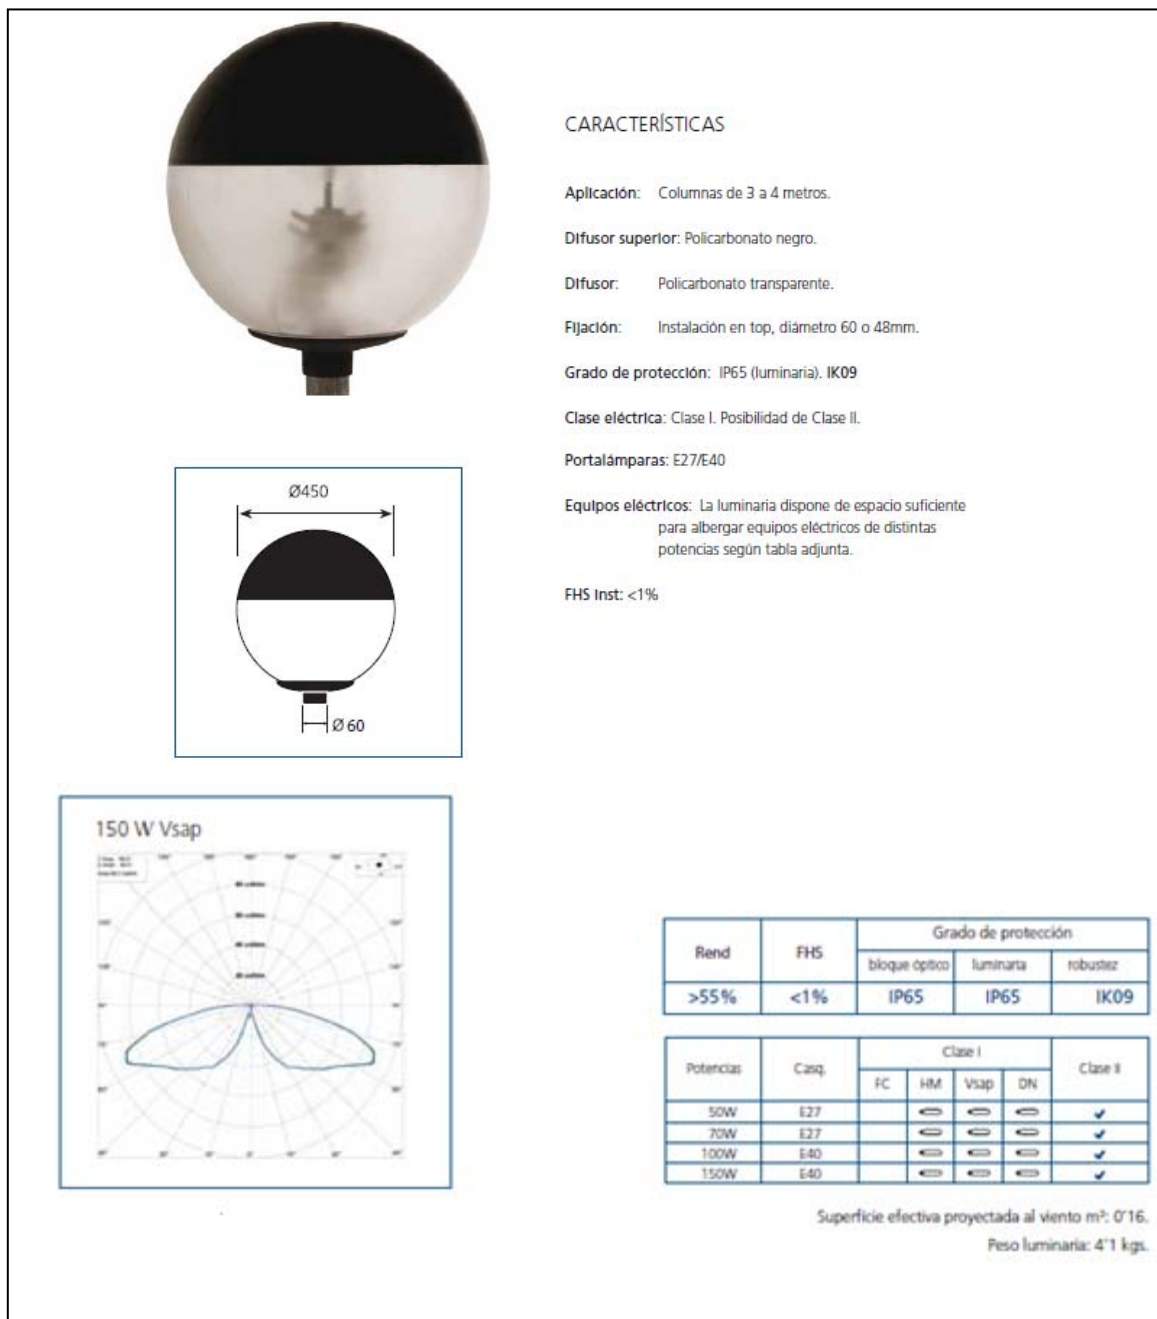 CARACTERÍSTICAS
Aplicación: Columnas de 3 a 4 metros.
Difusor superior: Policarbonato negro.
Difusor: Policarbonato transparente.
Fijación: Instalación en top, diámetro 60 o 48mm.
Grado de protección: IP65 (luminaria). IK09
Clase eléctrica: Clase I. Posibilidad de Clase II.
Portalámparas: E27/E40
Equipos eléctricos: La luminaria dispone de espacio suficiente
para albergar equipos eléctricos de distintas
potencias según tabla adjunta.
FHS Inst: <1%
Ø450
Ø 60
150 W Vsap
Rend FHS Grado de protección
bloque óptico luminaria robustez
>55% <1% IP65 IP65 IK09
Potencias Casq. Clase I Clase II
FC HM Vsap DN
50W E27
70W E27
100W E40
150W E40
Superficie efectiva proyectada al viento m²: 0'16.
Peso luminaria: 4'1 kgs.